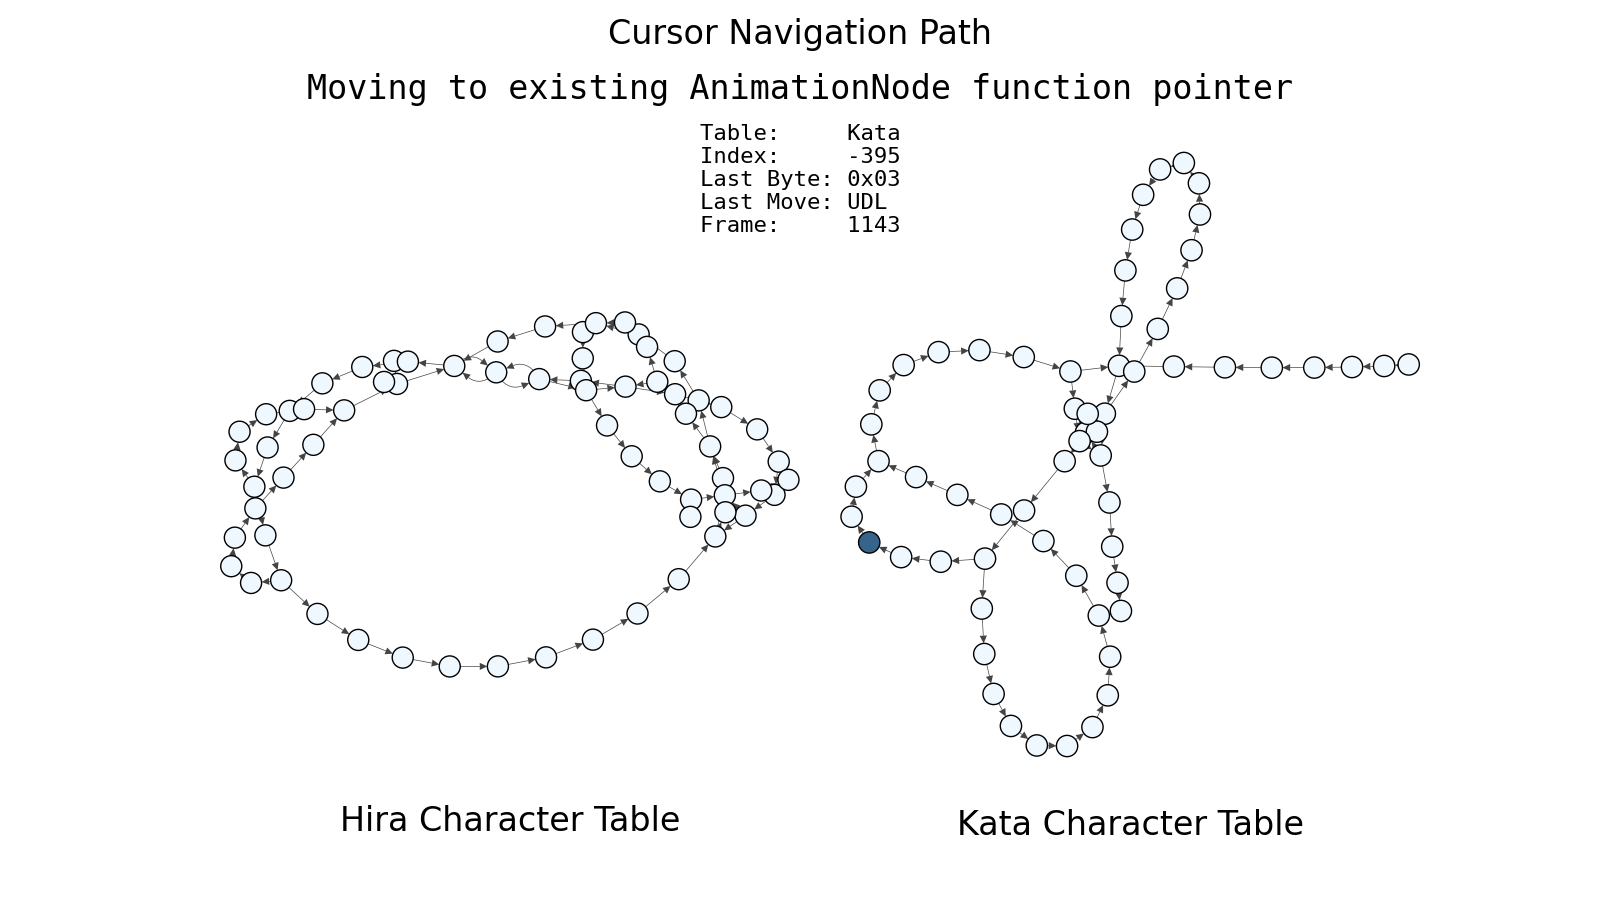 Cursor Navigation Path
Moving to existing AnimationNode function pointer
Table: Kata
Index: -395
Last Byte: 0x03
Last Move: UDL
Frame: 1143
Hira Character Table
Kata Character Table